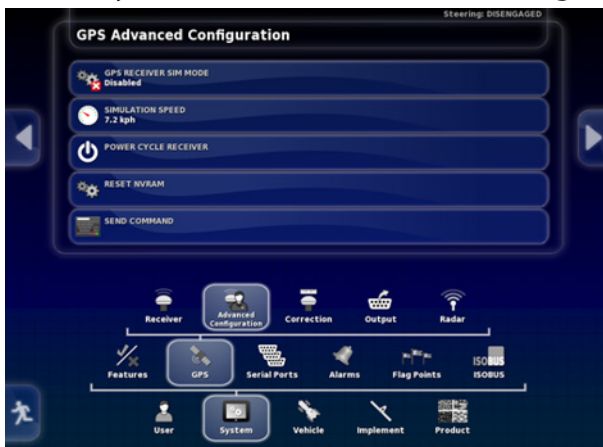 Steering: DISENGAGED
GPS Advanced Configuration
GPS RECEIVER SIM MODE
Disabled
SIMULATION SPEED
7.2 kph
POWER CYCLE RECEIVER
RESET NVRAM
SEND COMMAND
Receiver
Advanced
Configuration
Correction
Output
Radar
ISOBUS
Features
GPS
Serial Ports
Alarms
Flag Points
ISOBUS
User
System
Vehicle
Implement
Product